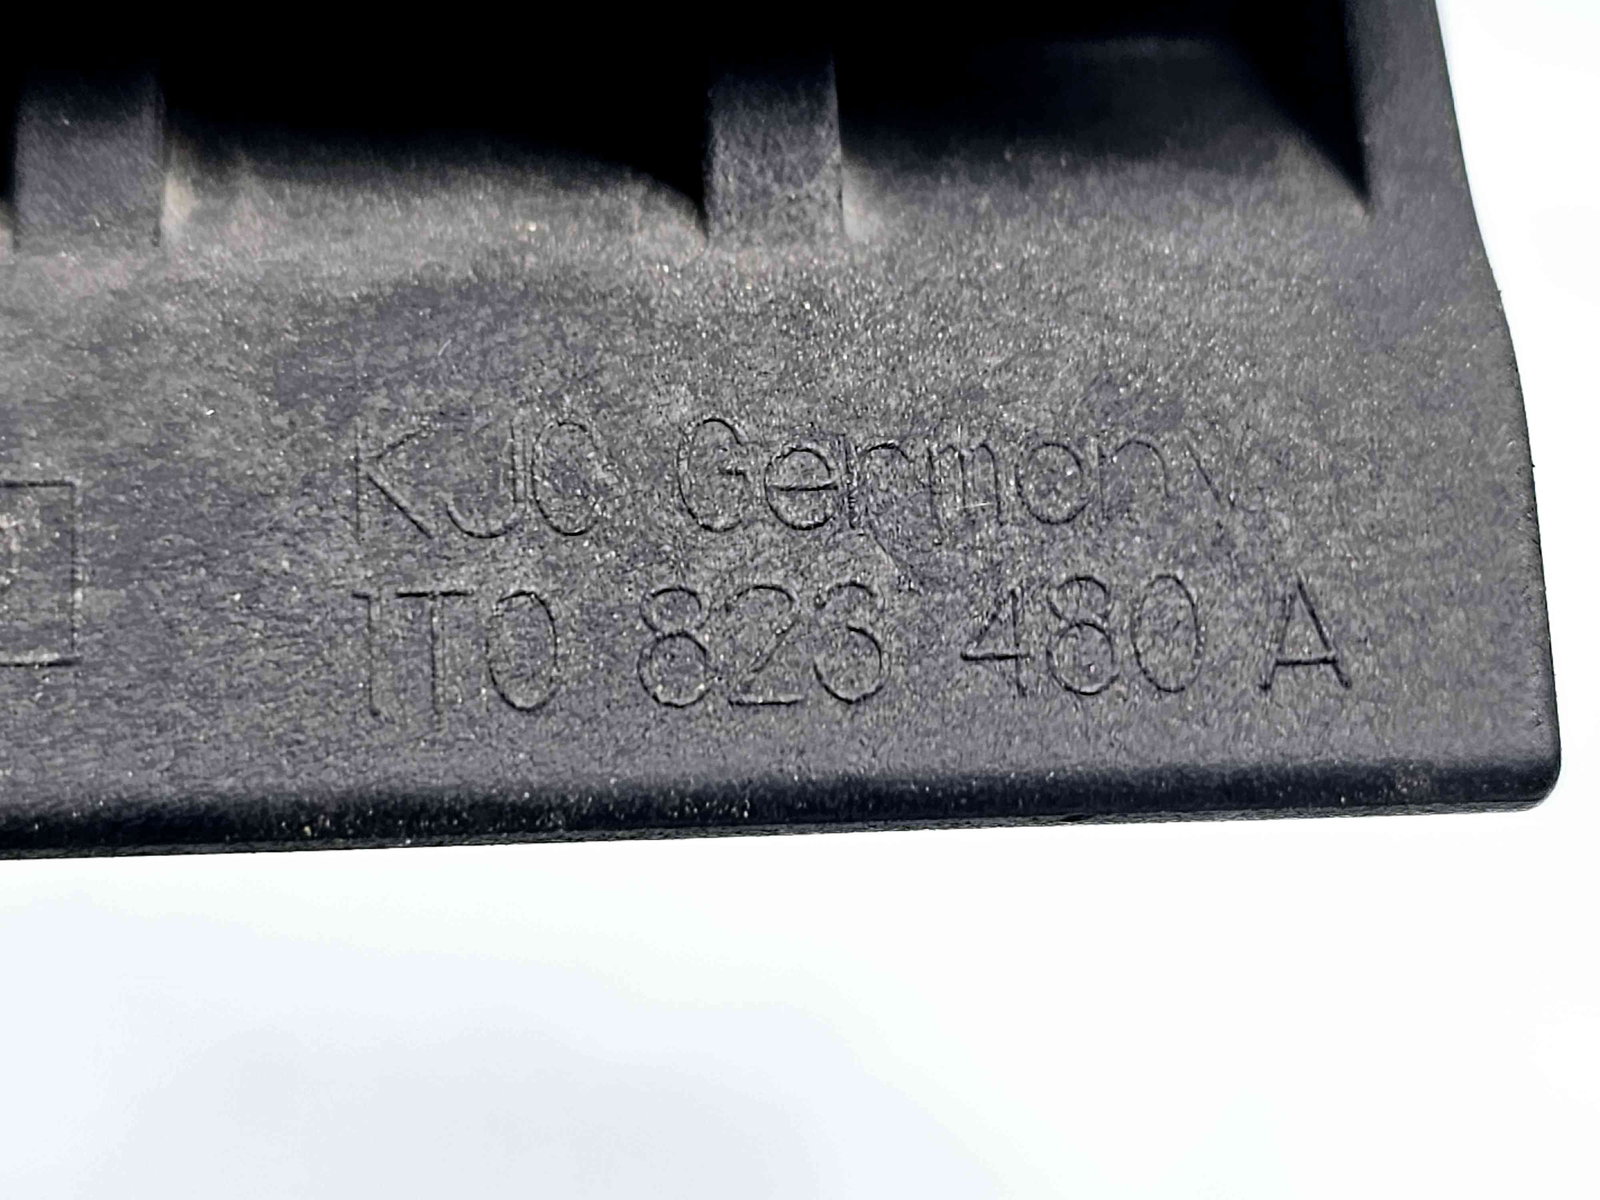 KJC Germany
1T0 823 480 A